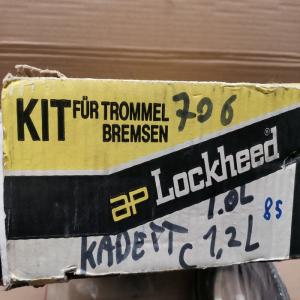 KIT FÜR TROMMEL BREMSEN 706
ap Lockheed®
1.0L 85
KADETT C 1,2L